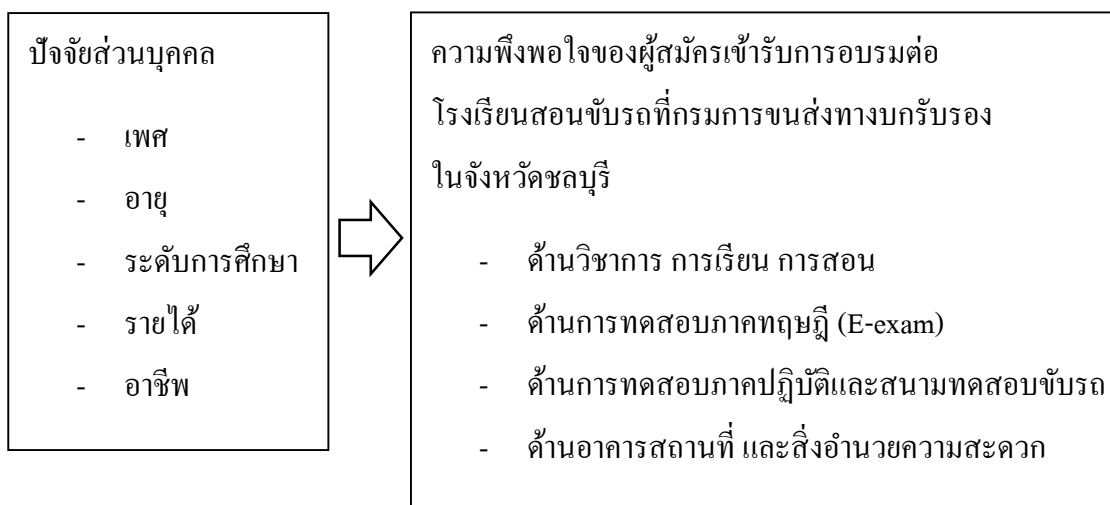 ปัจจัยส่วนบุคคล
- เพศ
- อายุ
- ระดับการศึกษา
- รายได้
- อาชีพ
ความพึงพอใจของผู้สมัครเข้ารับการอบรมต่อ
โรงเรียนสอนขับรถที่กรมการขนส่งทางบกรับรอง
ในจังหวัดชลบุรี
- ด้านวิชาการ การเรียน การสอน
- ด้านการทดสอบภาคทฤษฎี (E-exam)
- ด้านการทดสอบภาคปฏิบัติและสนามทดสอบขับรถ
- ด้านอาคารสถานที่ และสิ่งอำนวยความสะดวก